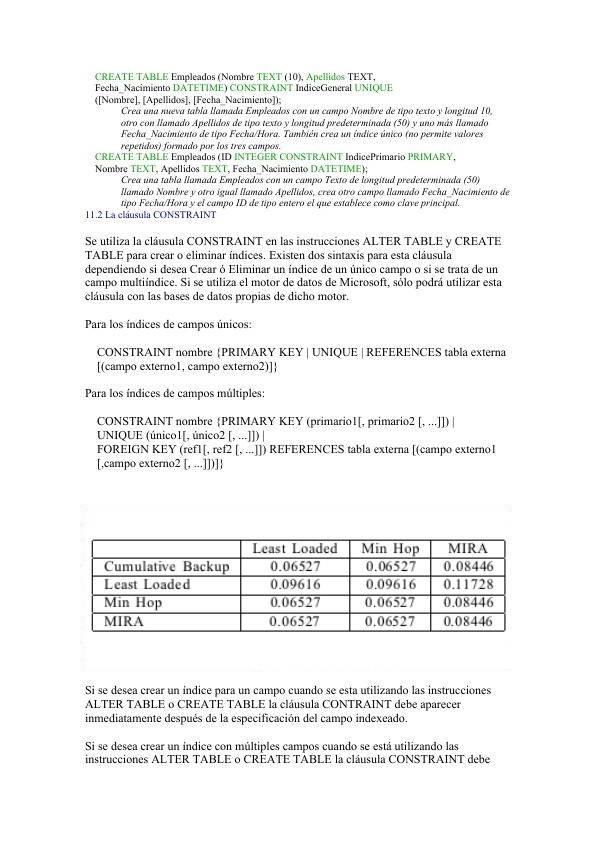 CREATE TABLE Empleados (Nombre TEXT (10), Apellidos TEXT,
Fecha_Nacimiento DATETIME) CONSTRAINT IndiceGeneral UNIQUE
([Nombre], [Apellidos], [Fecha_Nacimiento]);
Crea una nueva tabla llamada Empleados con un campo Nombre de tipo texto y longitud 10,
otro con llamado Apellidos de tipo texto y longitud predeterminada (50) y uno más llamado
Fecha_Nacimiento de tipo Fecha/Hora. También crea un índice único (no permite valores
repetidos) formado por los tres campos.
CREATE TABLE Empleados (ID INTEGER CONSTRAINT IndicePrimario PRIMARY,
Nombre TEXT, Apellidos TEXT, Fecha_Nacimiento DATETIME);
Crea una tabla llamada Empleados con un campo Texto de longitud predeterminada (50)
llamado Nombre y otro igual llamado Apellidos, crea otro campo llamado Fecha_Nacimiento de
tipo Fecha/Hora y el campo ID de tipo entero el que establece como clave principal.
11.2 La cláusula CONSTRAINT
Se utiliza la cláusula CONSTRAINT en las instrucciones ALTER TABLE y CREATE
TABLE para crear o eliminar índices. Existen dos sintaxis para esta cláusula
dependiendo si desea Crear ó Eliminar un índice de un único campo o si se trata de un
campo multiíndice. Si se utiliza el motor de datos de Microsoft, sólo podrá utilizar esta
cláusula con las bases de datos propias de dicho motor.
Para los índices de campos únicos:
CONSTRAINT nombre {PRIMARY KEY | UNIQUE | REFERENCES tabla externa
[(campo externo1, campo externo2)]}
Para los índices de campos múltiples:
CONSTRAINT nombre {PRIMARY KEY (primario1[, primario2 [, ...]]) |
UNIQUE (único1[, único2 [, ...]]) |
FOREIGN KEY (ref1[, ref2 [, ...]]) REFERENCES tabla externa [(campo externo1
[,campo externo2 [, ...]])]}
Least Loaded Min Hop MIRA
Cumulative Backup 0.06527 0.06527 0.08446
Least Loaded 0.09616 0.09616 0.11728
Min Hop 0.06527 0.06527 0.08446
MIRA 0.06527 0.06527 0.08446
Si se desea crear un índice para un campo cuando se esta utilizando las instrucciones
ALTER TABLE o CREATE TABLE la cláusula CONTRAINT debe aparecer
inmediatamente después de la especificación del campo indexeado.
Si se desea crear un índice con múltiples campos cuando se está utilizando las
instrucciones ALTER TABLE o CREATE TABLE la cláusula CONSTRAINT debe